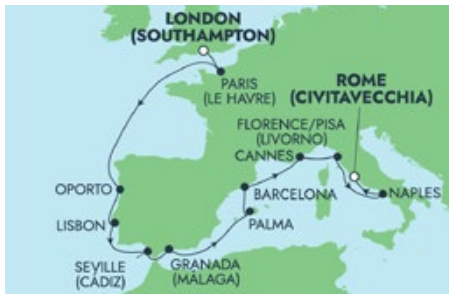 LONDON
(SOUTHAMPTON)
PARIS
(LE HAVRE)
ROME
(CIVITAVECCHIA)
FLORENCE/PISA
(LIVORNO)
CANNES
OPORTO
BARCELONA
NAPLES
LISBON
PALMA
SEVILLE
(CÁDIZ)
GRANADA
(MÁLAGA)